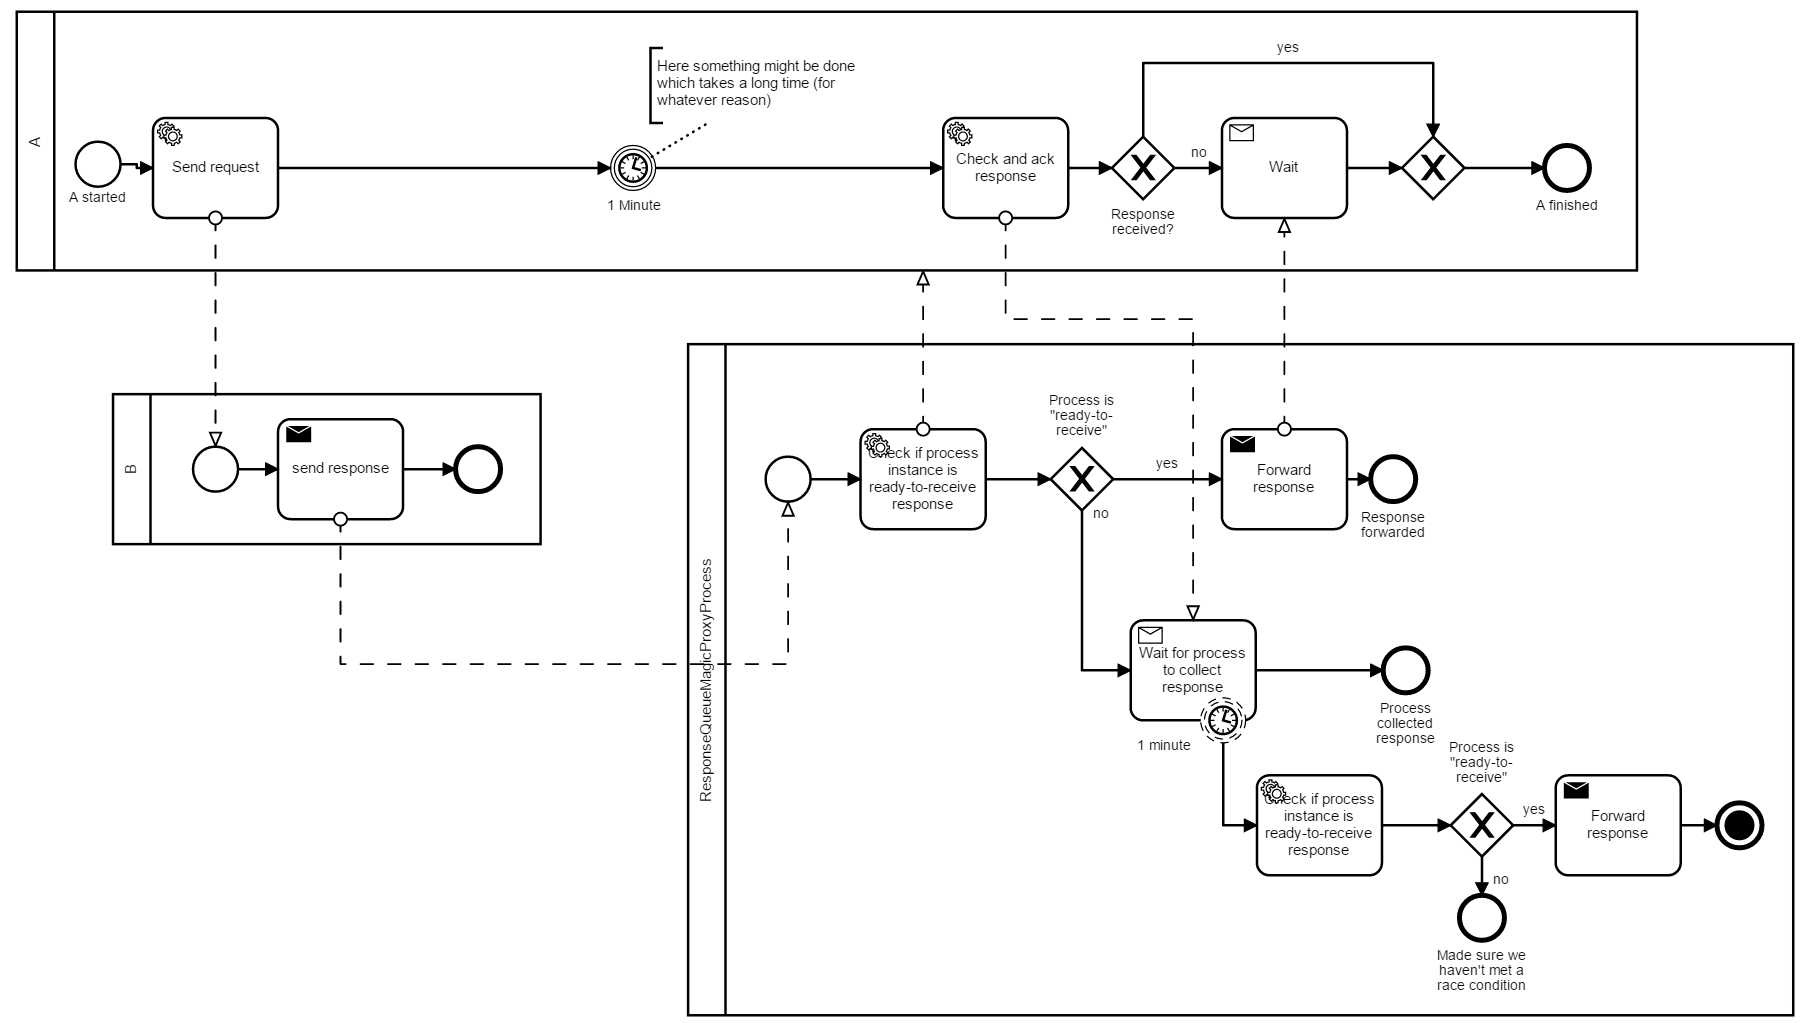 yes
Here something might be done
which takes a long time (for
whatever reason)
A
Send request
Check and ack
response
no
Wait
A started
1 Minute
Response
received?
A finished
B
send response
ResponseQueueMagicProxyProcess
Process is
"ready-to-
receive"
Check if process
instance is
ready-to-receive
response
yes
no
Forward
response
Response
forwarded
Wait for process
to collect
response
1 minute
Process
collected
response
Check if process
instance is
ready-to-receive
response
Process is
"ready-to-
receive"
yes
no
Forward
response
Made sure we
haven't met a
race condition